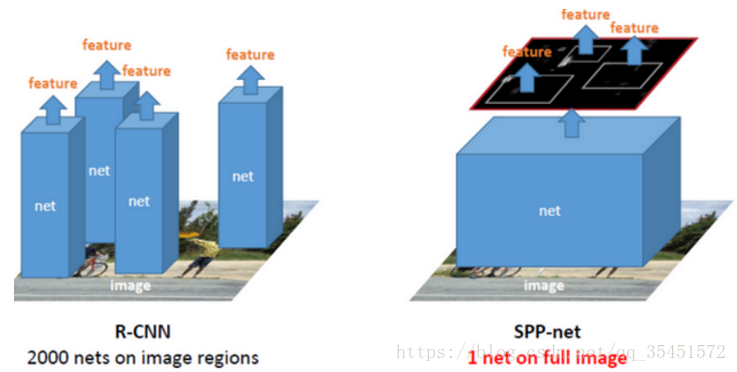 feature
feature
feature
feature
net
net
net
net
image
R-CNN
2000 nets on image regions
feature
feature
feature
net
image
SPP-net
1 net on full image
https://blog.csdn.net/qq_35451572